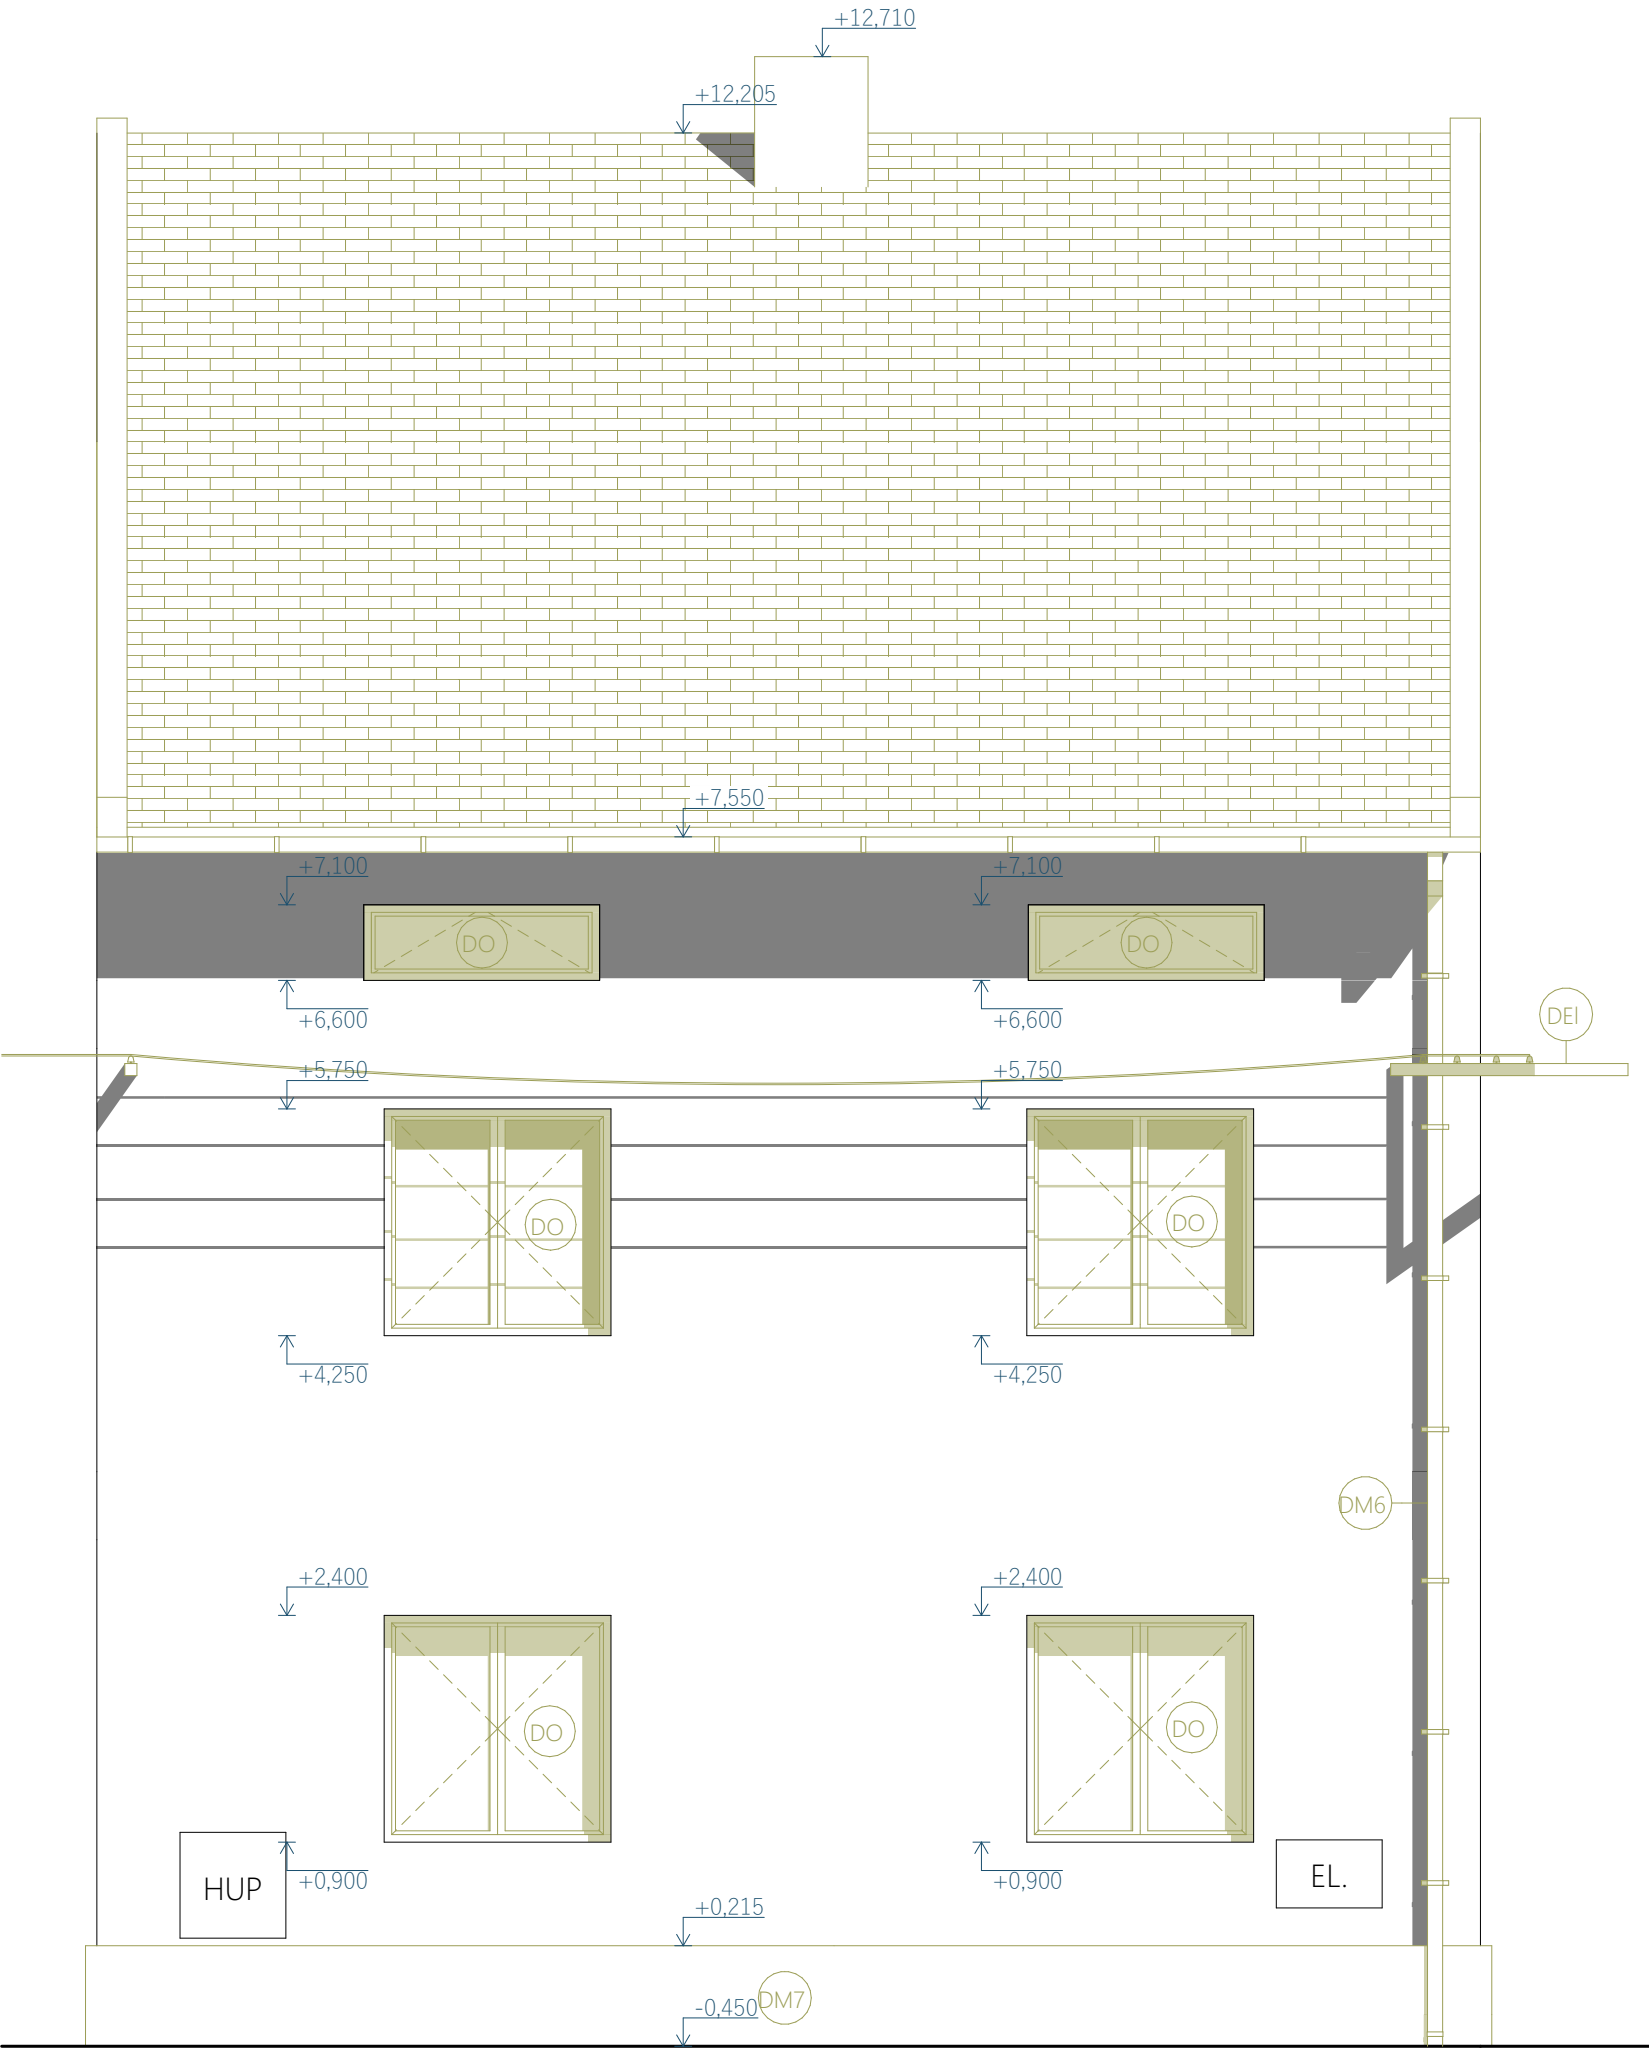 +12,710
+12,205
+7,550
+7,100
+7,100
DO
DO
+6,600
+6,600
DEl
+5,750
+5,750
DO
DO
+4,250
+4,250
DM6
+2,400
+2,400
DO
DO
HUP
+0,900
+0,900
EL.
+0,215
-0,450
DM7